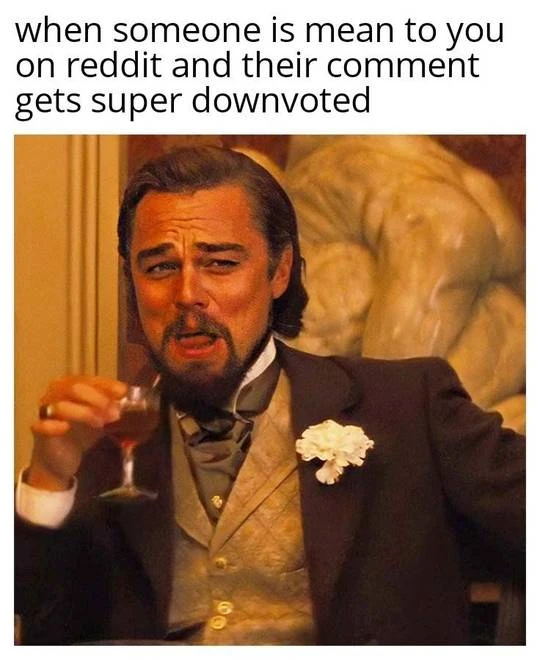 when someone is mean to you
on reddit and their comment
gets super downvoted